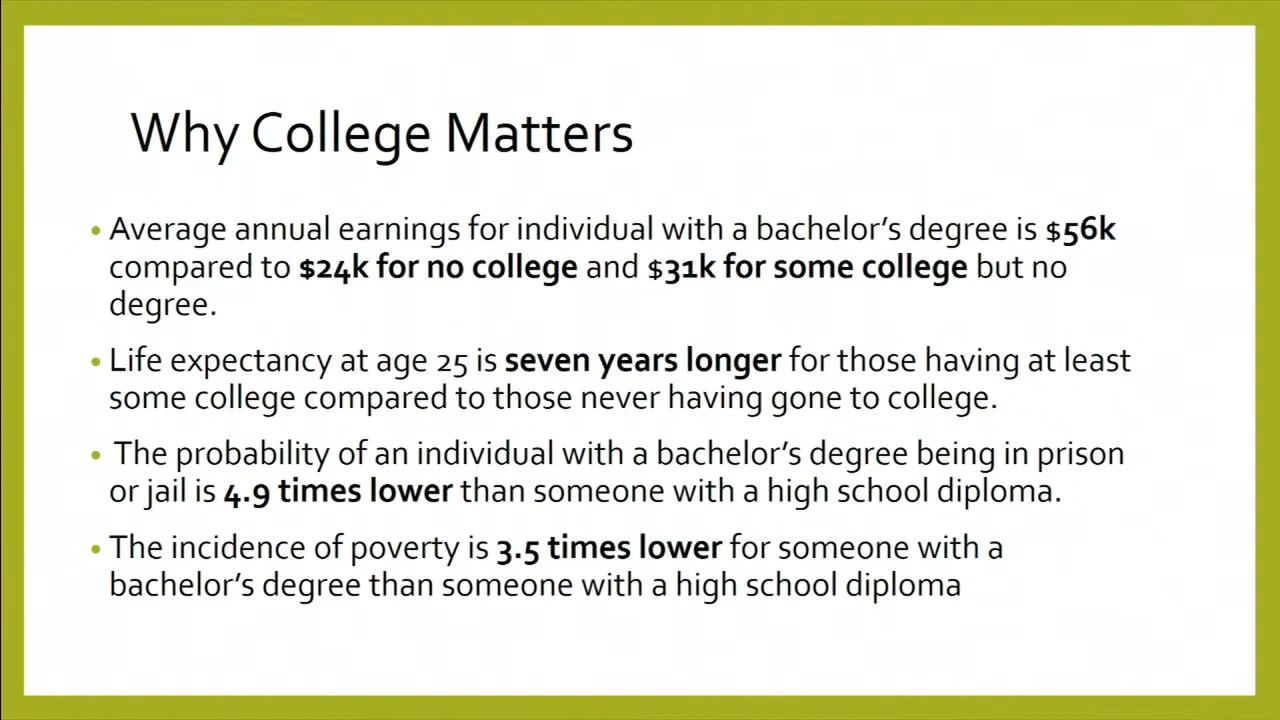 Why College Matters
• Average annual earnings for individual with a bachelor’s degree is $56k
compared to $24k for no college and $31k for some college but no
degree.
• Life expectancy at age 25 is seven years longer for those having at least
some college compared to those never having gone to college.
• The probability of an individual with a bachelor’s degree being in prison
or jail is 4.9 times lower than someone with a high school diploma.
• The incidence of poverty is 3.5 times lower for someone with a
bachelor’s degree than someone with a high school diploma